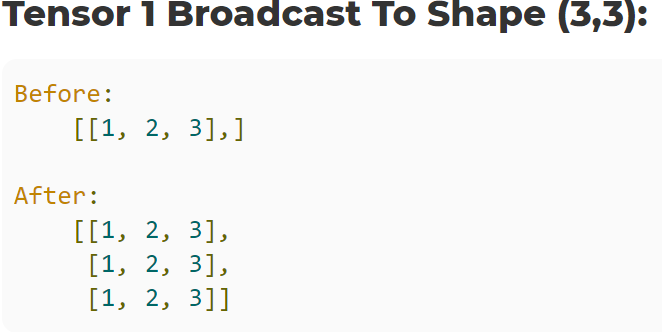 Tensor 1 Broadcast To Shape (3,3):
Before:
[[1, 2, 3],]
After:
[[1, 2, 3],
[1, 2, 3],
[1, 2, 3]]